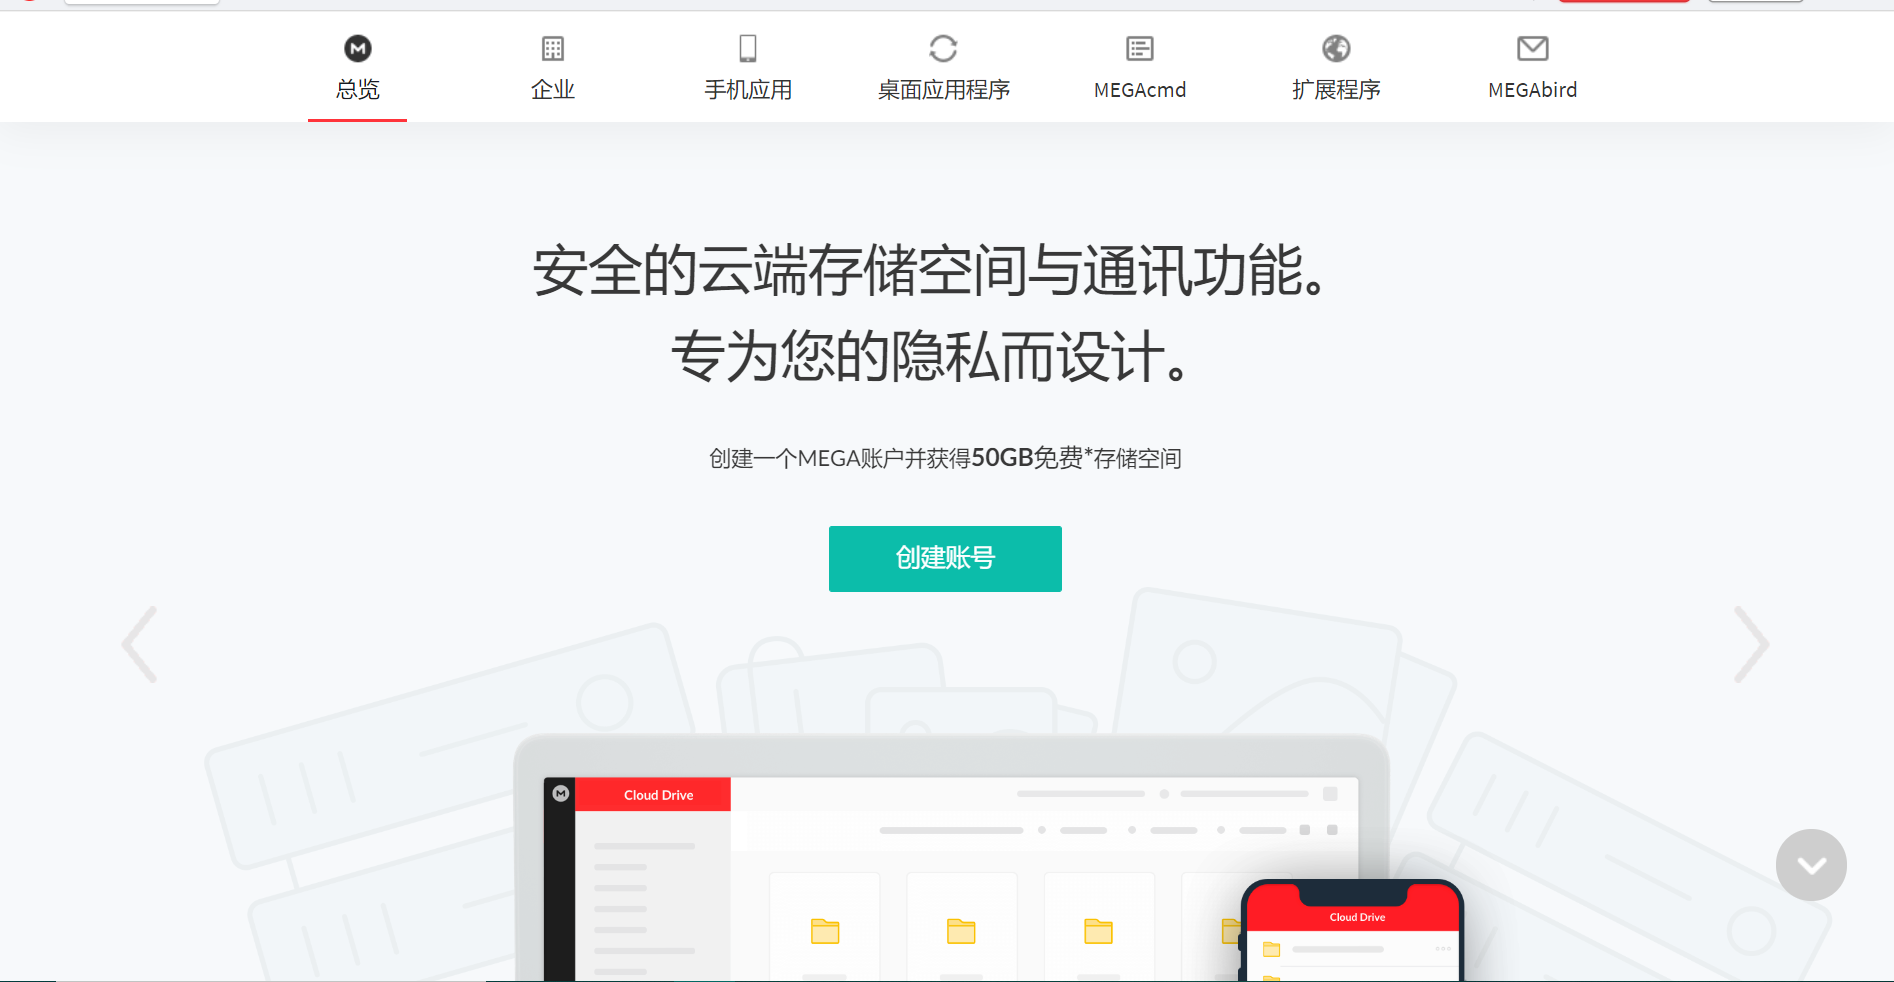 总览
企业
手机应用
桌面应用程序
MEGAcmd
扩展程序
MEGAbird
安全的云端存储空间与通讯功能。
专为您的隐私而设计。
创建一个MEGA账户并获得50GB免费*存储空间
创建账号
Cloud Drive
Cloud Drive